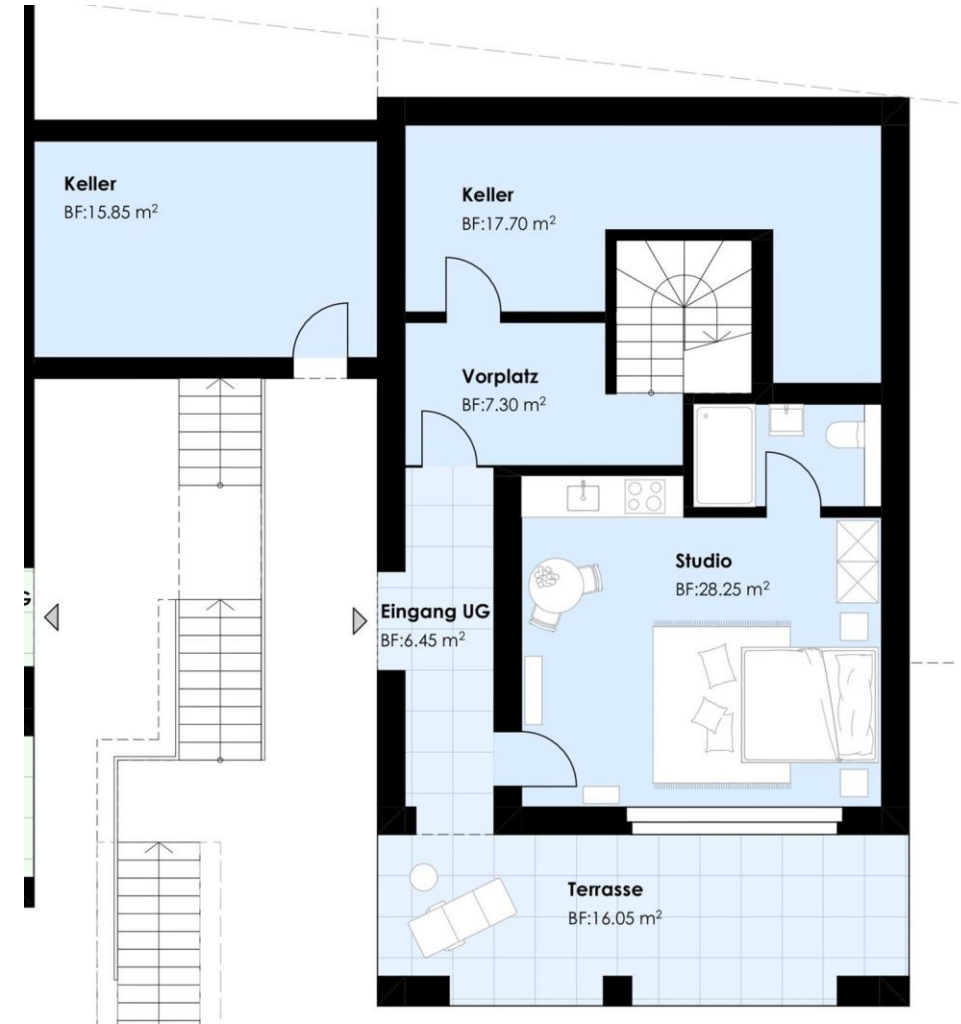 Keller
BF:15.85 m²
Keller
BF:17.70 m²
Vorplatz
BF:7.30 m²
Studio
BF:28.25 m²
Eingang UG
BF:6.45 m²
Terrasse
BF:16.05 m²